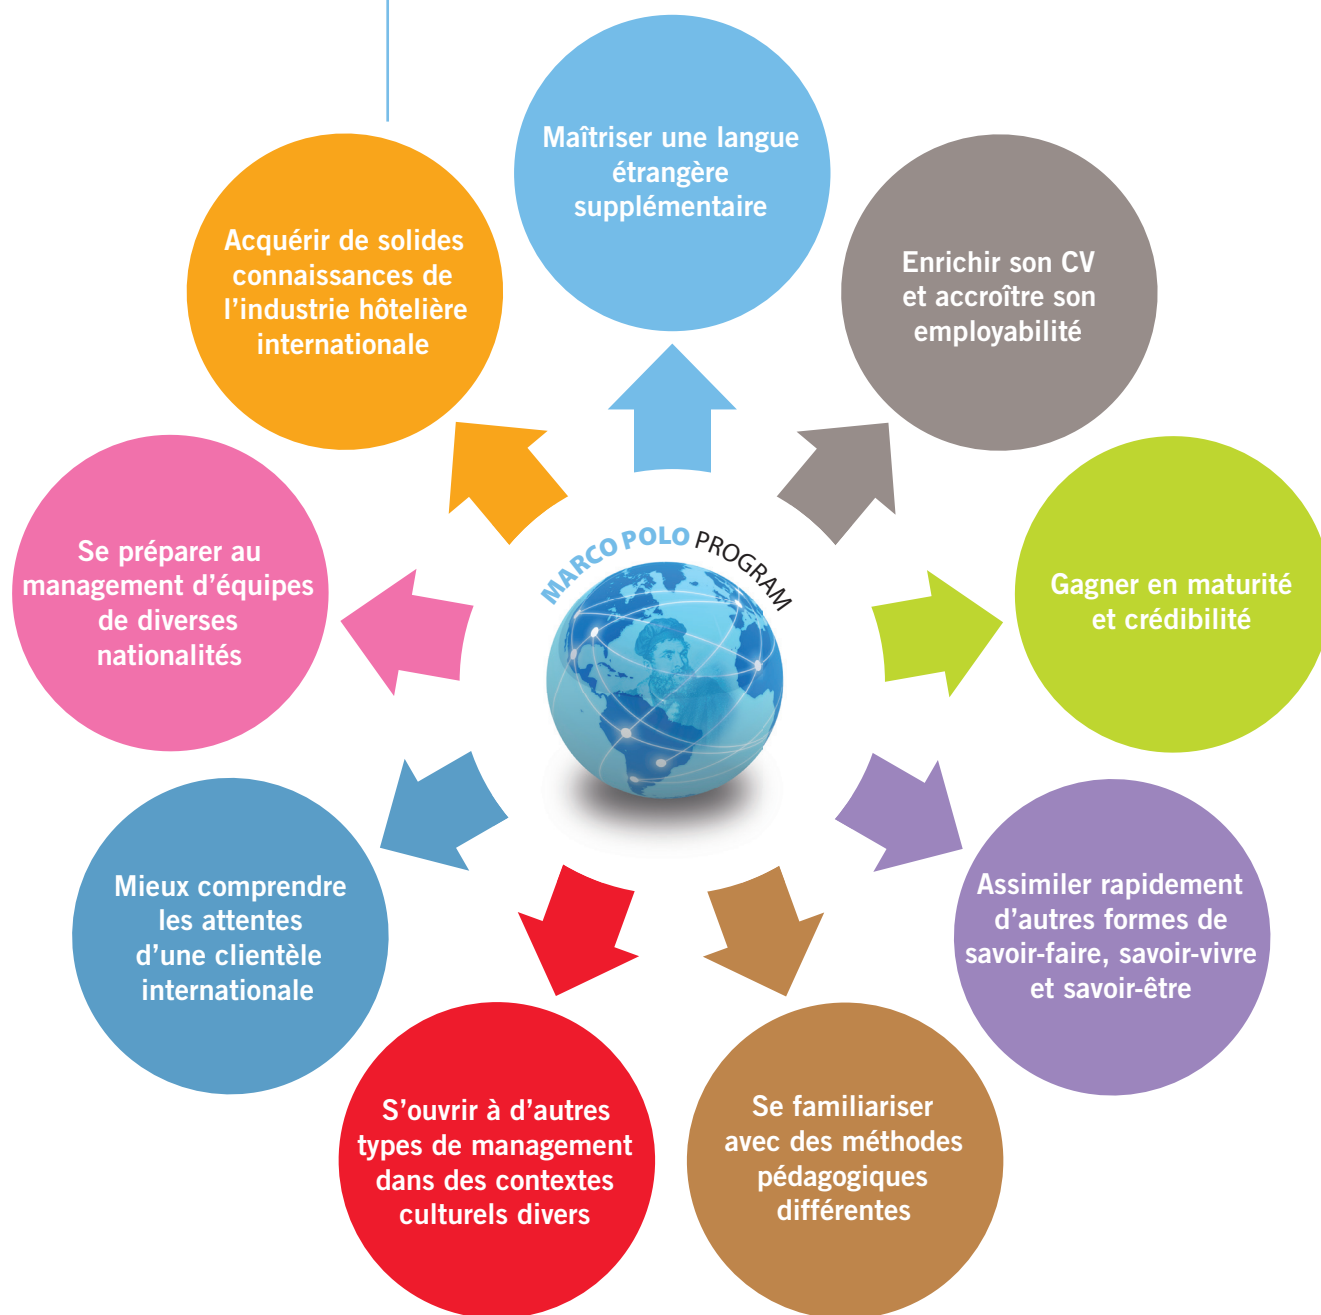 Maîtriser une langue
étrangère
supplémentaire
Enrichir son CV
et accroître son
employabilité
Gagner en maturité
et crédibilité
Assimiler rapidement
d’autres formes de
savoir-faire, savoir-vivre
et savoir-être
Se familiariser
avec des méthodes
pédagogiques
différentes
S’ouvrir à d’autres
types de management
dans des contextes
culturels divers
Mieux comprendre
les attentes
d’une clientèle
internationale
Se préparer au
management d’équipes
de diverses
nationalités
Acquérir de solides
connaissances de
l’industrie hôtelière
internationale
MARCO POLO PROGRAM